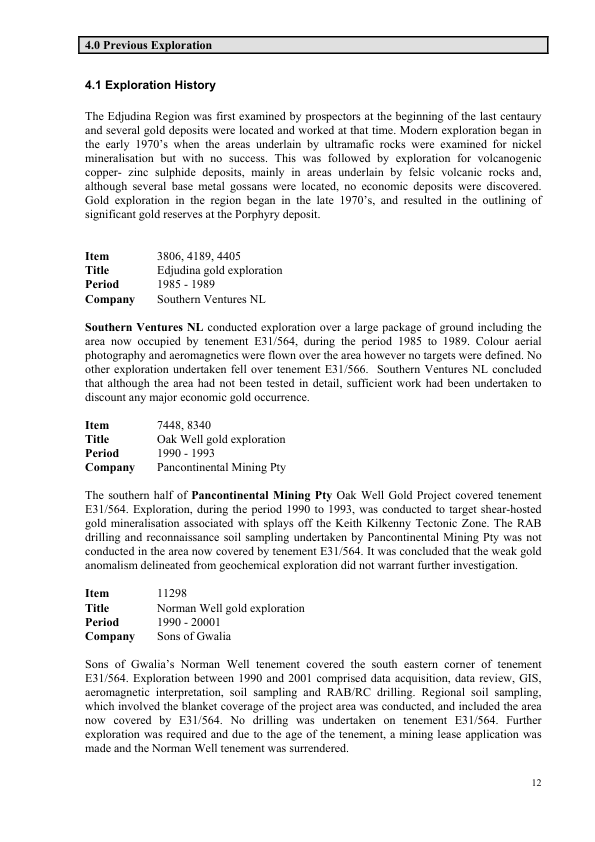 4.0 Previous Exploration
4.1 Exploration History
The Edjudina Region was first examined by prospectors at the beginning of the last centaury
and several gold deposits were located and worked at that time. Modern exploration began in
the early 1970’s when the areas underlain by ultramafic rocks were examined for nickel
mineralisation but with no success. This was followed by exploration for volcanogenic
copper- zinc sulphide deposits, mainly in areas underlain by felsic volcanic rocks and,
although several base metal gossans were located, no economic deposits were discovered.
Gold exploration in the region began in the late 1970’s, and resulted in the outlining of
significant gold reserves at the Porphyry deposit.
Item 3806, 4189, 4405
Title Edjudina gold exploration
Period 1985 - 1989
Company Southern Ventures NL
Southern Ventures NL conducted exploration over a large package of ground including the
area now occupied by tenement E31/564, during the period 1985 to 1989. Colour aerial
photography and aeromagnetics were flown over the area however no targets were defined. No
other exploration undertaken fell over tenement E31/566. Southern Ventures NL concluded
that although the area had not been tested in detail, sufficient work had been undertaken to
discount any major economic gold occurrence.
Item 7448, 8340
Title Oak Well gold exploration
Period 1990 - 1993
Company Pancontinental Mining Pty
The southern half of Pancontinental Mining Pty Oak Well Gold Project covered tenement
E31/564. Exploration, during the period 1990 to 1993, was conducted to target shear-hosted
gold mineralisation associated with splays off the Keith Kilkenny Tectonic Zone. The RAB
drilling and reconnaissance soil sampling undertaken by Pancontinental Mining Pty was not
conducted in the area now covered by tenement E31/564. It was concluded that the weak gold
anomalism delineated from geochemical exploration did not warrant further investigation.
Item 11298
Title Norman Well gold exploration
Period 1990 - 20001
Company Sons of Gwalia
Sons of Gwalia’s Norman Well tenement covered the south eastern corner of tenement
E31/564. Exploration between 1990 and 2001 comprised data acquisition, data review, GIS,
aeromagnetic interpretation, soil sampling and RAB/RC drilling. Regional soil sampling,
which involved the blanket coverage of the project area was conducted, and included the area
now covered by E31/564. No drilling was undertaken on tenement E31/564. Further
exploration was required and due to the age of the tenement, a mining lease application was
made and the Norman Well tenement was surrendered.
12